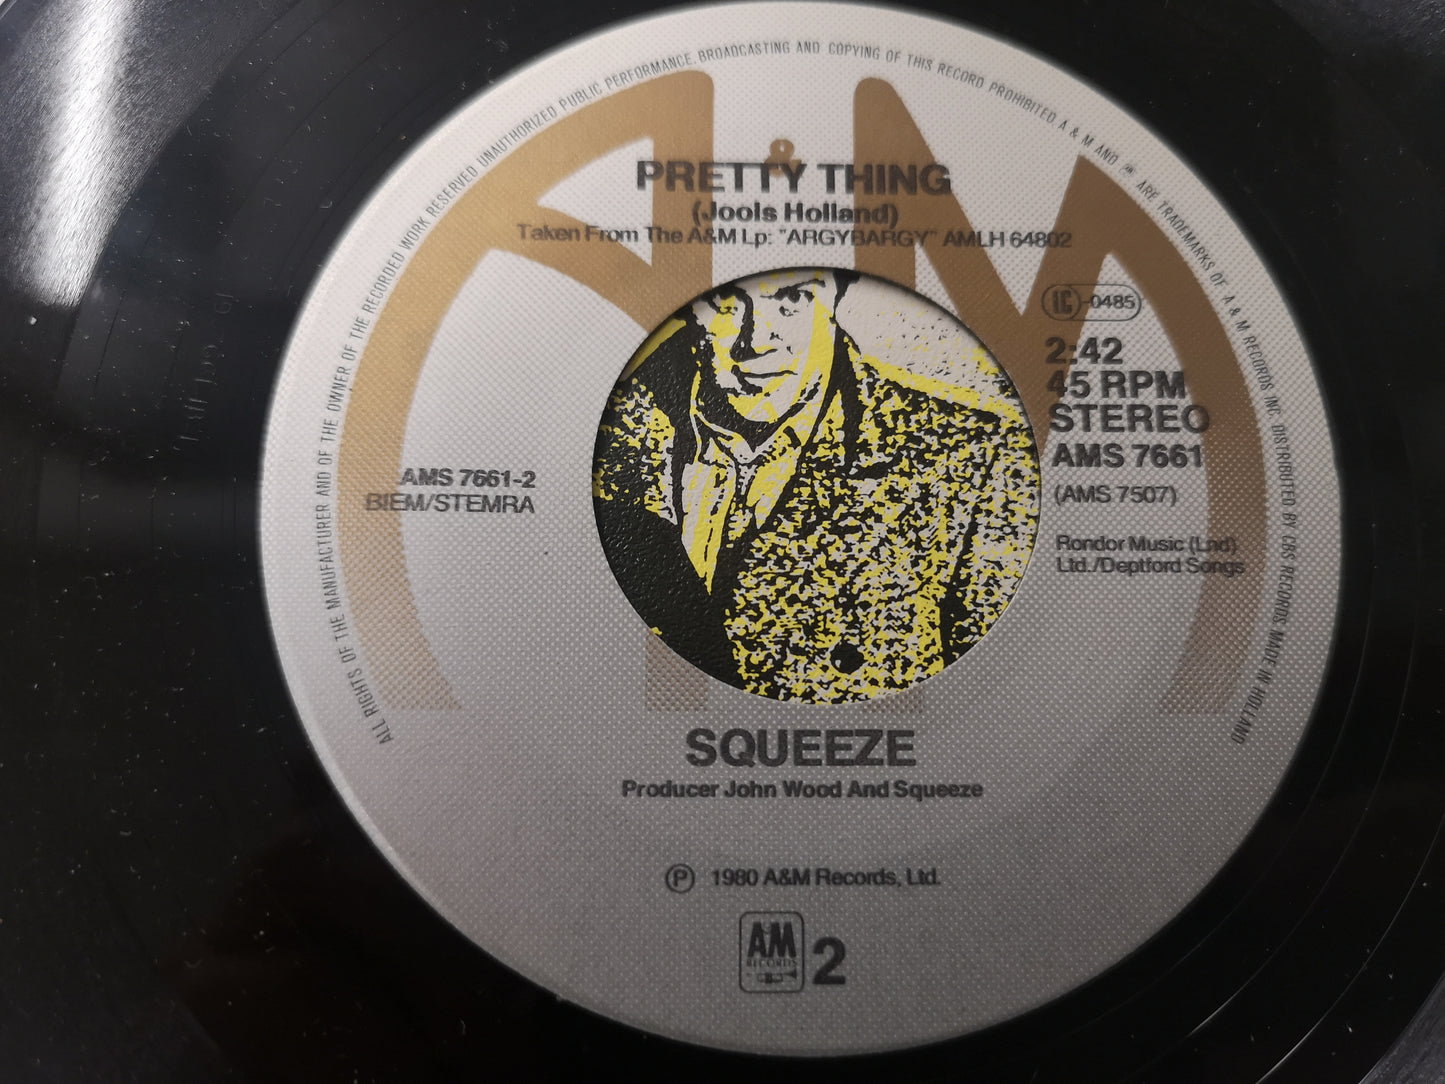 ALL RIGHTS OF THE MANUFACTURER AND OF THE OWNER OF THE RECORDED WORK RESERVED UNAUTHORIZED PUBLIC PERFORMANCE, BROADCASTING AND COPYING OF THIS RECORD PROHIBITED A & M AND ARE TRADEMARKS OF A & M RECORDS INC. DISTRIBUTED BY CBS RECORDS MADE IN HOLLAND
A & M
PRETTY THING
(Jools Holland)
Taken From The A&M Lp: "ARGYBARGY" AMLH 64802
-0485
2:42
45 RPM
STEREO
AMS 7661
(AMS 7507)
Rondor Music (Lnd)
Ltd./Deptford Songs
AMS 7661-2
BIEM/STEMRA
SQUEEZE
Producer John Wood And Squeeze
Ⓟ 1980 A&M Records, Ltd.
A&M
RECORDS
2